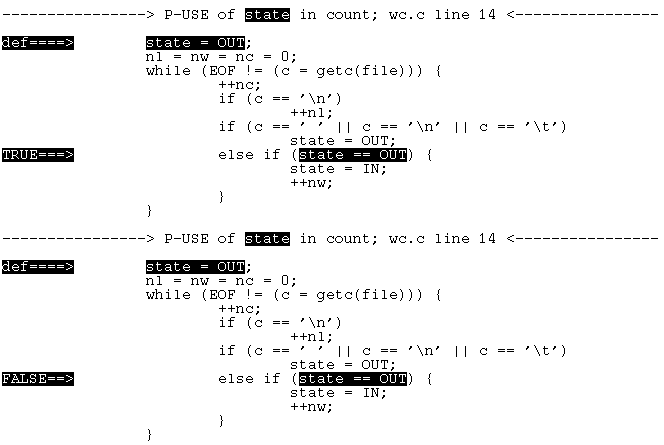 ----------------> P-USE of state in count; wc.c line 14 <----------------
def====>        state = OUT;
                nl = nw = nc = 0;
                while (EOF != (c = getc(file))) {
                        ++nc;
                        if (c == '\n')
                                ++nl;
                        if (c == ' ' || c == '\n' || c == '\t')
                                state = OUT;
TRUE===>                else if (state == OUT) {
                                state = IN;
                                ++nw;
                        }
                }
----------------> P-USE of state in count; wc.c line 14 <----------------
def====>        state = OUT;
                nl = nw = nc = 0;
                while (EOF != (c = getc(file))) {
                        ++nc;
                        if (c == '\n')
                                ++nl;
                        if (c == ' ' || c == '\n' || c == '\t')
                                state = OUT;
FALSE==>                else if (state == OUT) {
                                state = IN;
                                ++nw;
                        }
                }